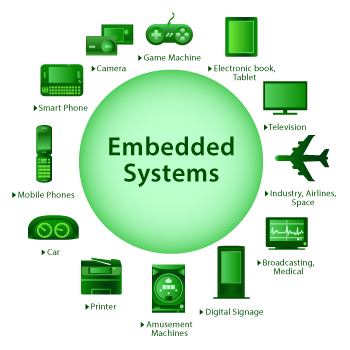 Embedded
Systems
Game Machine
Electronic book,
Tablet
Television
Industry, Airlines,
Space
Broadcasting,
Medical
Digital Signage
Amusement
Machines
Printer
Car
Mobile Phones
Smart Phone
Camera